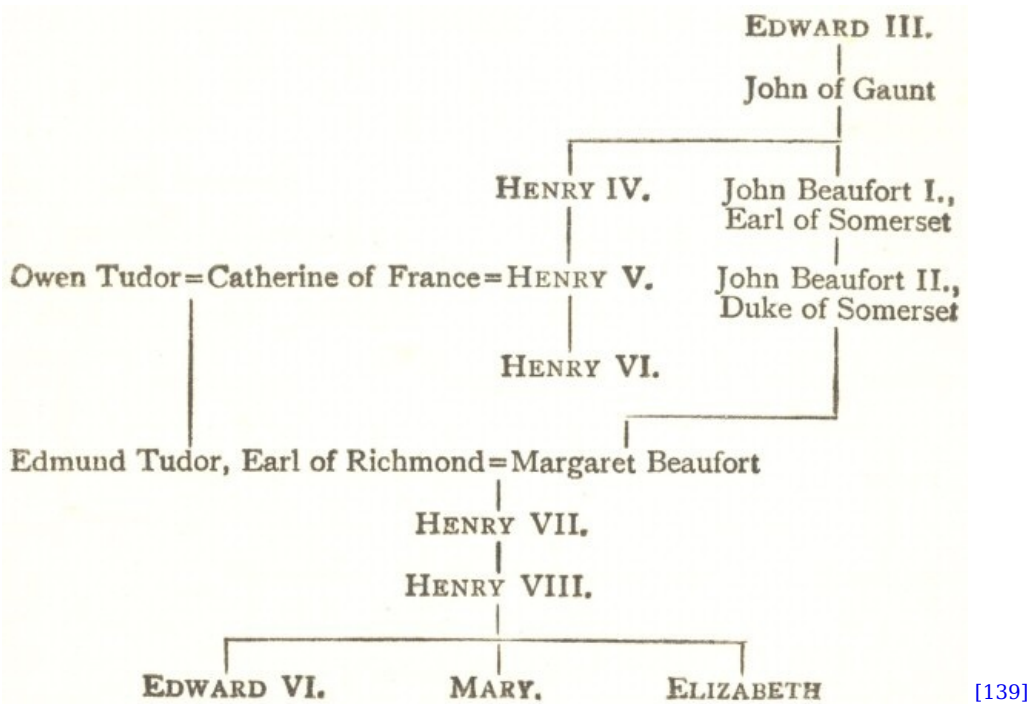 EDWARD III.
John of Gaunt
HENRY IV. John Beaufort I.,
Earl of Somerset
Owen Tudor=Catherine of France=HENRY V. John Beaufort II.,
Duke of Somerset
HENRY VI.
Edmund Tudor, Earl of Richmond=Margaret Beaufort
HENRY VII.
HENRY VIII.
EDWARD VI. MARY. ELIZABETH
[139]